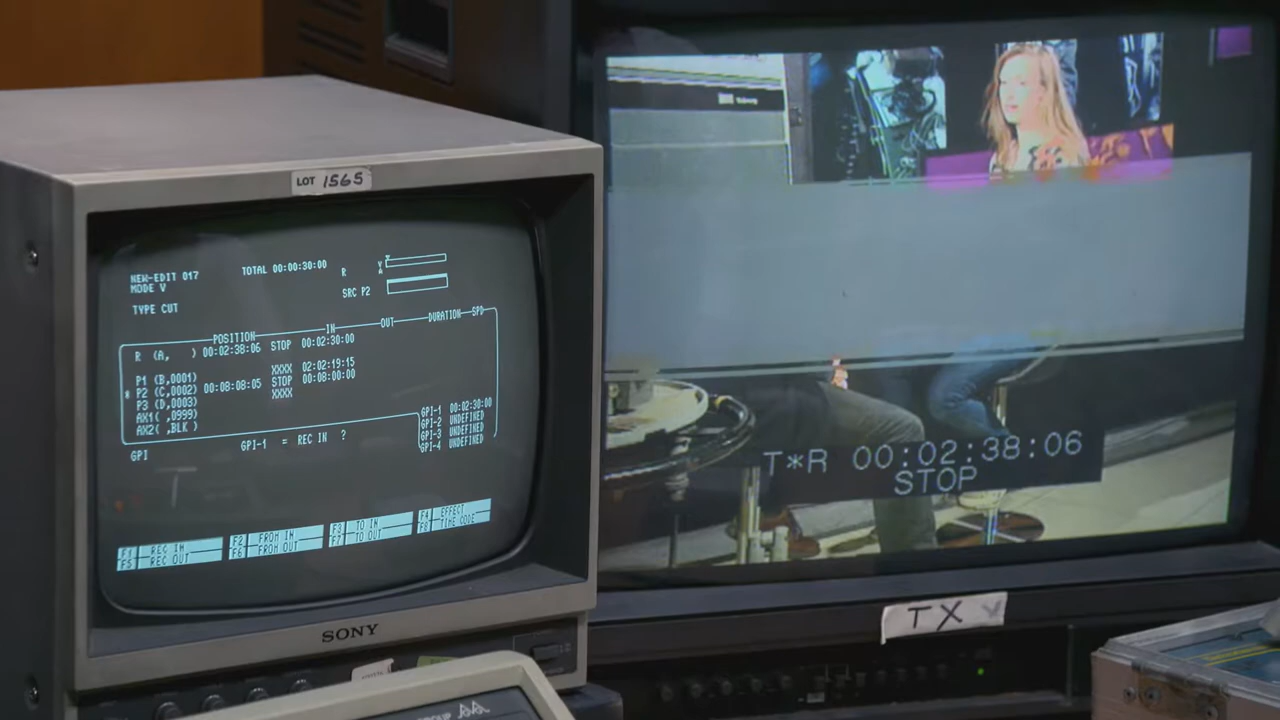 LOT 1565
NEW-EDIT 017 TOTAL 00:00:30:00 R
MODE V
SRC P2
TYPE CUT
POSITION IN OUT DURATION SPD
R (A, ) 00:02:38:06 STOP 00:02:30:00
XXXX 02:02:19:15
P1 (B,0001) STOP 00:08:00:00
* P2 (C,0002) 00:08:08:05 XXXX
P3 (D,0003)
AX1( ,0999)
AX2( ,BLK )
GPI-1 00:02:30:00
GPI-2 UNDEFINED
GPI-3 UNDEFINED
GPI-4 UNDEFINED
GPI GPI-1 = REC IN ?
F1 REC IN F2 FROM IN F3 TO IN F4 EFFECT
F5 REC OUT F6 FROM OUT F7 TO OUT F8 TIME CODE
SONY
T*R 00:02:38:06
STOP
TX